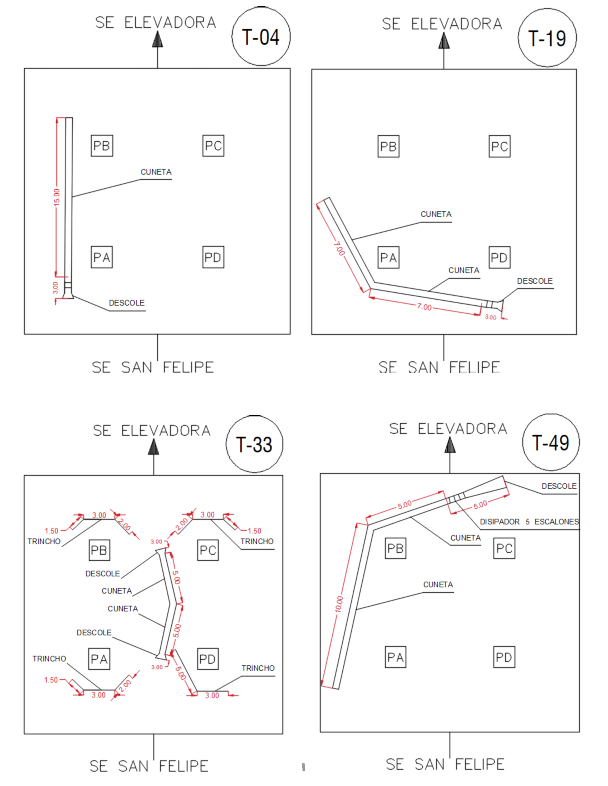 SE ELEVADORA
T-04
PB
PC
CUNETA
15.00
PA
PD
3.00
DESCOLE
SE SAN FELIPE
SE ELEVADORA
T-19
PB
PC
CUNETA
7.00
PA
PD
CUNETA
DESCOLE
7.00
3.00
SE SAN FELIPE
SE ELEVADORA
T-33
3.00
3.00
1.50
2.00
2.00
1.50
TRINCHO
TRINCHO
3.00
PB
PC
DESCOLE
5.00
CUNETA
CUNETA
5.00
DESCOLE
TRINCHO
PA
PD
3.00
TRINCHO
1.50
2.00
5.00
3.00
3.00
SE SAN FELIPE
SE ELEVADORA
T-49
DESCOLE
5.00
5.00
DISIPADOR 5 ESCALONES
CUNETA
PB
PC
CUNETA
10.00
PA
PD
SE SAN FELIPE